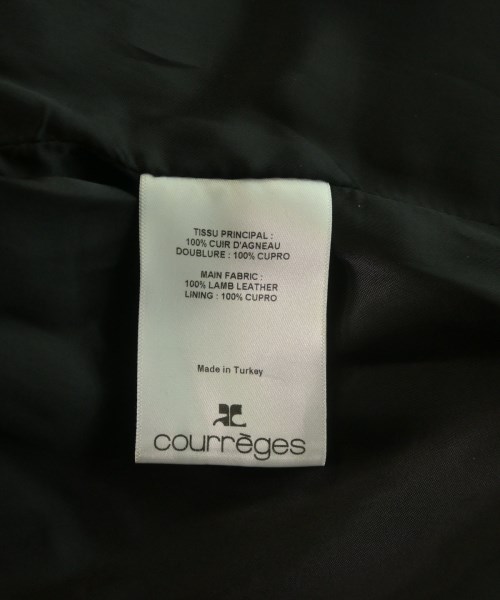 TISSU PRINCIPAL :
100% CUIR D'AGNEAU
DOUBLURE : 100% CUPRO
MAIN FABRIC :
100% LAMB LEATHER
LINING : 100% CUPRO
Made in Turkey
courrèges